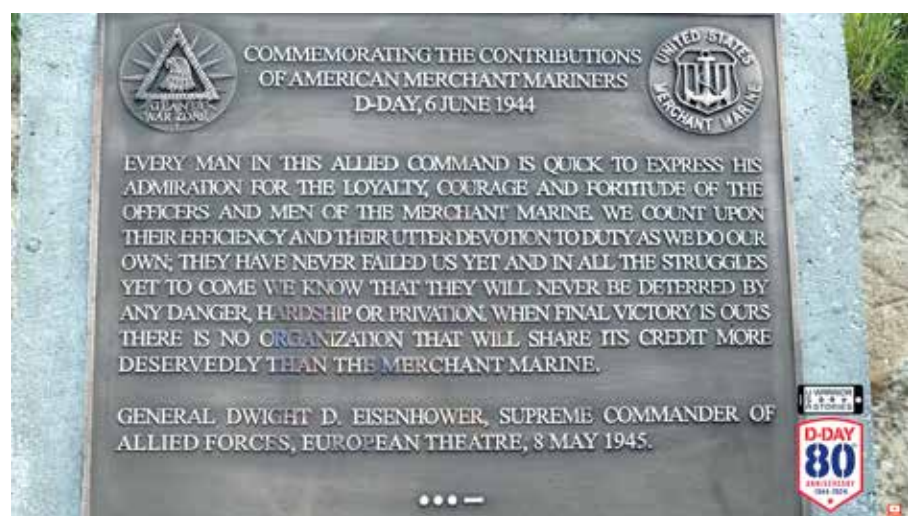 COMMEMORATING THE CONTRIBUTIONS
OF AMERICAN MERCHANT MARINERS
D-DAY, 6 JUNE 1944
ATLANTIC
WAR ZONE
UNITED STATES
MERCHANT MARINE
EVERY MAN IN THIS ALLIED COMMAND IS QUICK TO EXPRESS HIS
ADMIRATION FOR THE LOYALTY, COURAGE AND FORTITUDE OF THE
OFFICERS AND MEN OF THE MERCHANT MARINE. WE COUNT UPON
THEIR EFFICIENCY AND THEIR UTTER DEVOTION TO DUTY AS WE DO OUR
OWN; THEY HAVE NEVER FAILED US YET AND IN ALL THE STRUGGLES
YET TO COME WE KNOW THAT THEY WILL NEVER BE DETERRED BY
ANY DANGER, HARDSHIP OR PRIVATION. WHEN FINAL VICTORY IS OURS
THERE IS NO ORGANIZATION THAT WILL SHARE ITS CREDIT MORE
DESERVEDLY THAN THE MERCHANT MARINE.
GENERAL DWIGHT D. EISENHOWER, SUPREME COMMANDER OF
ALLIED FORCES, EUROPEAN THEATRE, 8 MAY 1945.
WARRIOR
STORIES
D-DAY
80
ANNIVERSARY
1944-2024